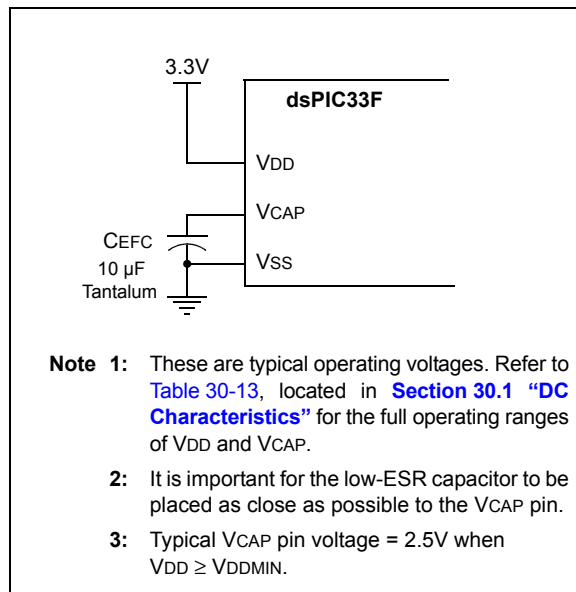 3.3V
dsPIC33F
VDD
VCAP
VSS
CEFC
10 µF
Tantalum
Note 1: These are typical operating voltages. Refer to
Table 30-13, located in Section 30.1 “DC
Characteristics” for the full operating ranges
of VDD and VCAP.
2: It is important for the low-ESR capacitor to be
placed as close as possible to the VCAP pin.
3: Typical VCAP pin voltage = 2.5V when
VDD ≥ VDDMIN.